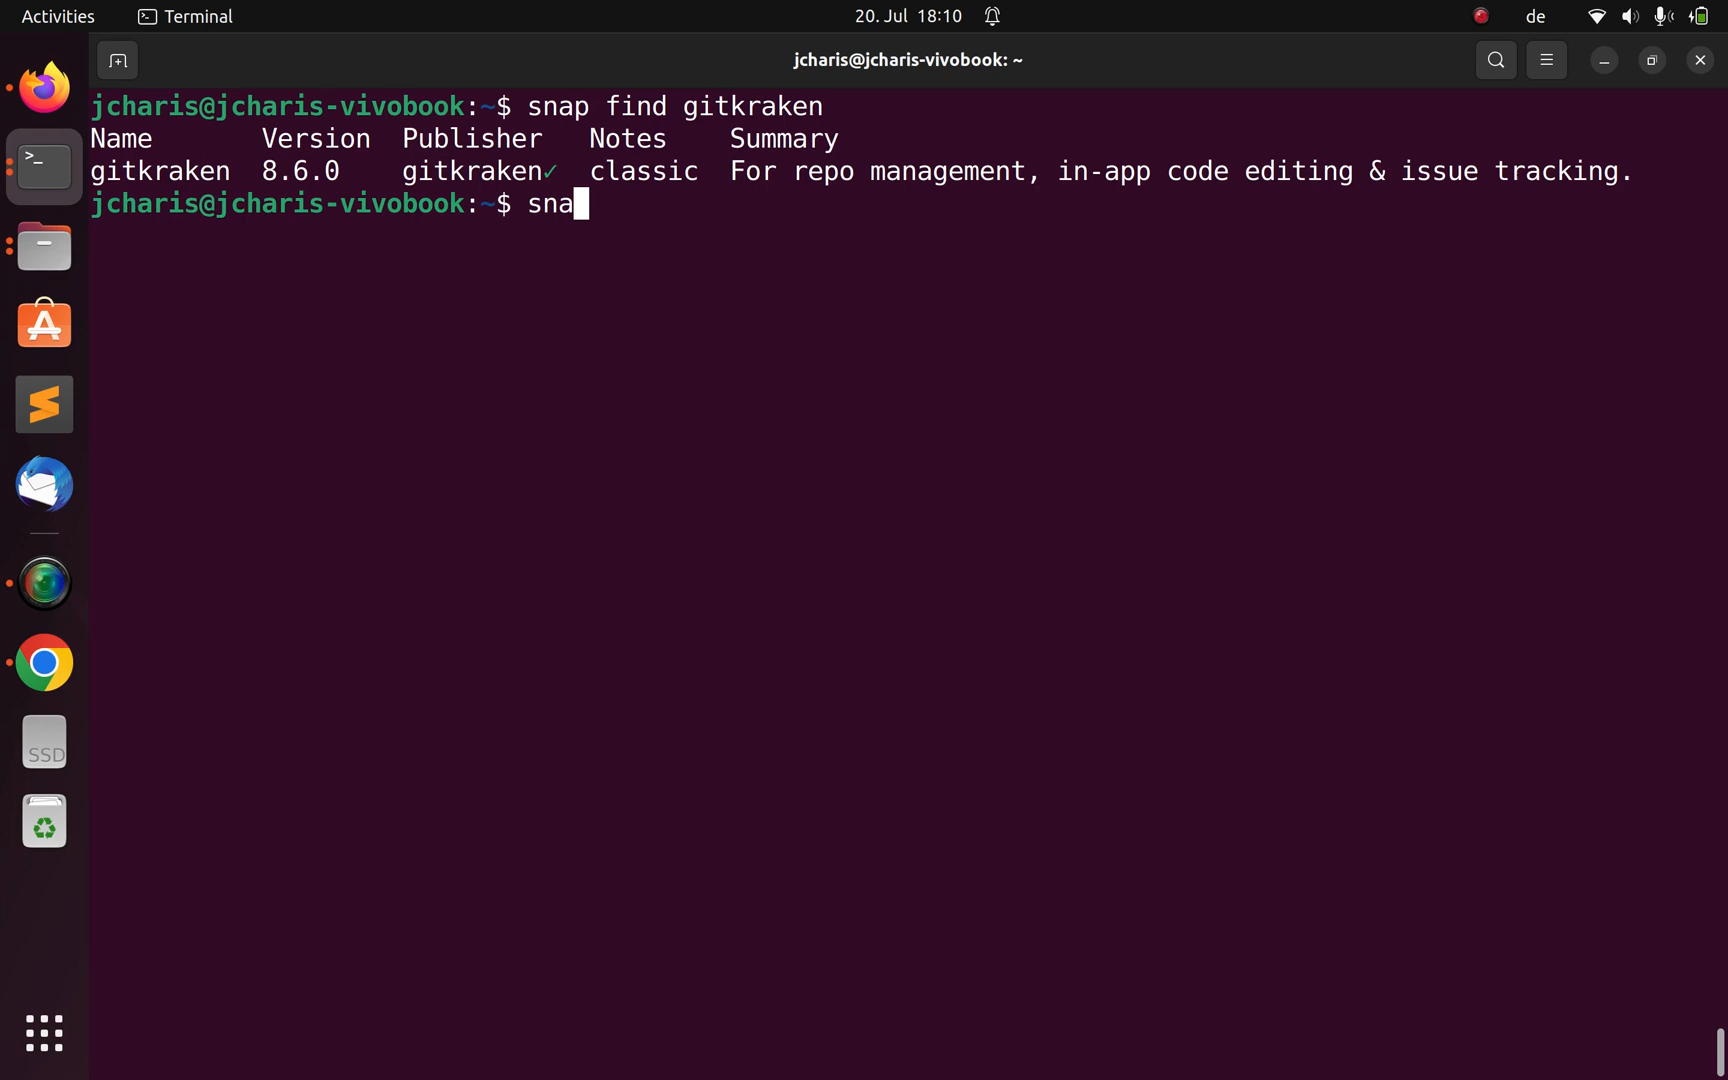 Activities Terminal 20. Jul 18:10 de
jcharis@jcharis-vivobook: ~
jcharis@jcharis-vivobook:~$ snap find gitkraken
Name Version Publisher Notes Summary
gitkraken 8.6.0 gitkraken✓ classic For repo management, in-app code editing & issue tracking.
jcharis@jcharis-vivobook:~$ sna
SSD